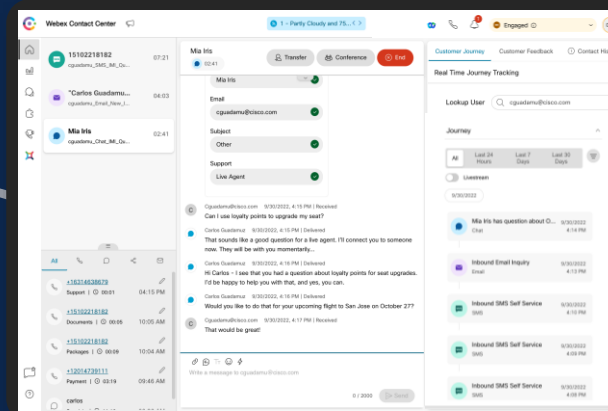 Webex Contact Center
1 – Partly Cloudy and 75...
Engaged
15102218182
cguadamu_SMS_IMI_Qu...
07:21
"Carlos Guadamu...
cguadamu_Email_New_I...
04:03
Mia Iris
cguadamu_Chat_IMI_Qu...
02:41
All
+16314638679
Support | 00:01
04:15 PM
+15102218182
Documents | 00:05
10:05 AM
+15102218182
Packages | 00:09
10:04 AM
+12014739111
Payment | 03:19
09:46 AM
carlos
Mia Iris
02:41
Transfer
Conference
End
Mia Iris
Email
cguadamu@cisco.com
Subject
Other
Support
Live Agent
Cguadamu@cisco.com 9/30/2022, 4:15 PM | Received
Can I use loyalty points to upgrade my seat?
Carlos Guadamuz 9/30/2022, 4:15 PM | Delivered
That sounds like a good question for a live agent. I'll connect you to someone
now. They will be with you momentarily...
Carlos Guadamuz 9/30/2022, 4:16 PM | Delivered
Hi Carlos – I see that you had a question about loyalty points for seat upgrades.
I'd be happy to help you with that, and yes, you can.
Carlos Guadamuz 9/30/2022, 4:16 PM | Delivered
Would you like to do that for your upcoming flight to San Jose on October 27?
Cguadamu@cisco.com 9/30/2022, 4:17 PM | Received
That would be great!
Write a message to cguadamu@cisco.com
0 / 2000
Send
Customer Journey
Customer Feedback
Contact His
Real Time Journey Tracking
Lookup User
cguadamu@cisco.com
Journey
All
Last 24 Hours
Last 7 Days
Last 30 Days
Livestream
9/30/2022
Mia Iris has question about O... 9/30/2022
Chat 4:14 PM
Inbound Email Inquiry 9/30/2022
Email 4:13 PM
Inbound SMS Self Service 9/30/2022
SMS 4:10 PM
Inbound SMS Self Service 9/30/2022
SMS 4:09 PM
Inbound SMS Self Service 9/30/2022
SMS 4:08 PM